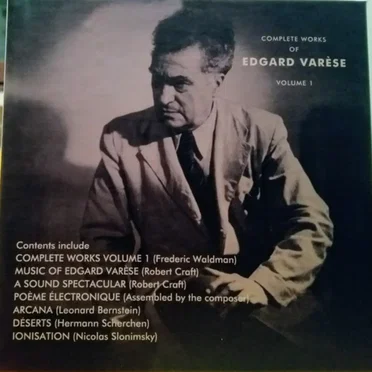 COMPLETE WORKS
OF
EDGARD VARÈSE
VOLUME 1
Contents include
COMPLETE WORKS VOLUME 1 (Frederic Waldman)
MUSIC OF EDGARD VARÈSE (Robert Craft)
A SOUND SPECTACULAR (Robert Craft)
POÈME ÉLECTRONIQUE (Assembled by the composer)
ARCANA (Leonard Bernstein)
DÉSERTS (Hermann Scherchen)
IONISATION (Nicolas Slonimsky)